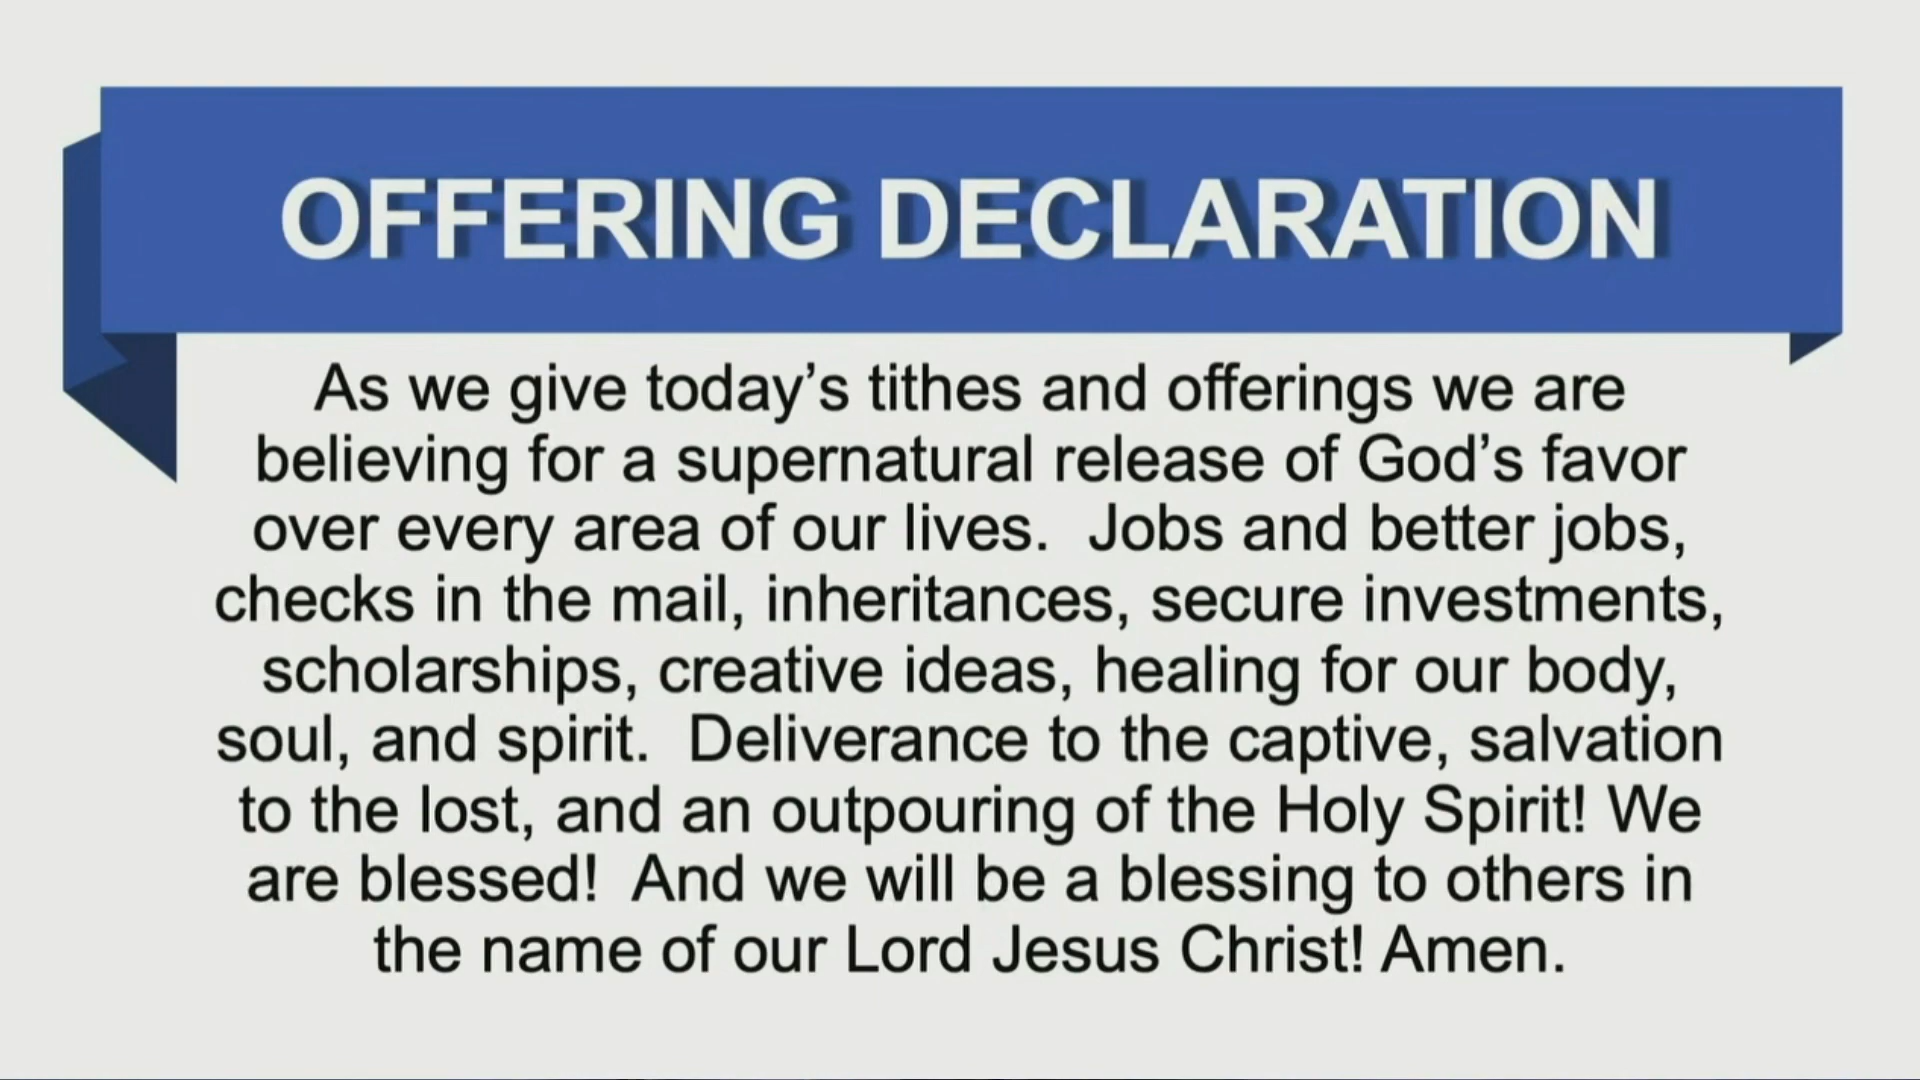 OFFERING DECLARATION
As we give today’s tithes and offerings we are
believing for a supernatural release of God’s favor
over every area of our lives.  Jobs and better jobs,
checks in the mail, inheritances, secure investments,
scholarships, creative ideas, healing for our body,
soul, and spirit.  Deliverance to the captive, salvation
to the lost, and an outpouring of the Holy Spirit! We
are blessed!  And we will be a blessing to others in
the name of our Lord Jesus Christ! Amen.